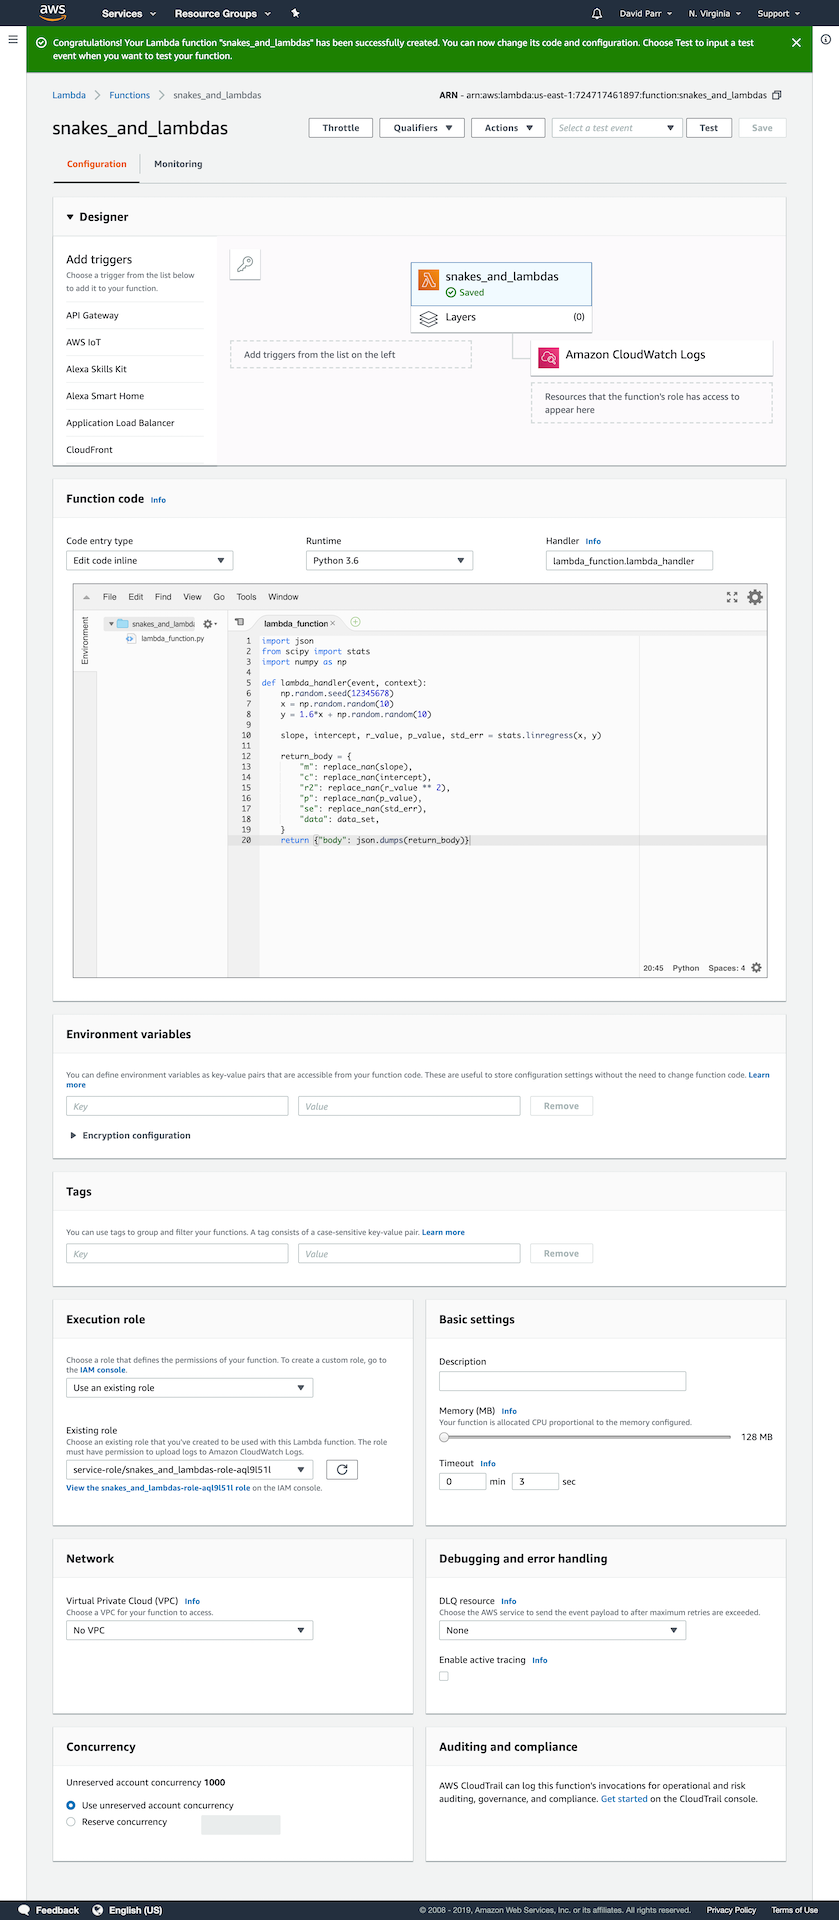 aws
Services
Resource Groups
David Parr
N. Virginia
Support
Congratulations! Your Lambda function "snakes_and_lambdas" has been successfully created. You can now change its code and configuration. Choose Test to input a test
event when you want to test your function.
Lambda
Functions
snakes_and_lambdas
ARN - arn:aws:lambda:us-east-1:724717461897:function:snakes_and_lambdas
snakes_and_lambdas
Throttle
Qualifiers
Actions
Select a test event
Test
Save
Configuration
Monitoring
Designer
Add triggers
Choose a trigger from the list below
to add it to your function.
API Gateway
AWS IoT
Alexa Skills Kit
Alexa Smart Home
Application Load Balancer
CloudFront
Add triggers from the list on the left
snakes_and_lambdas
Saved
Layers
(0)
Amazon CloudWatch Logs
Resources that the function's role has access to
appear here
Function code Info
Code entry type
Edit code inline
Runtime
Python 3.6
Handler Info
lambda_function.lambda_handler
File Edit Find View Go Tools Window
Environment
snakes_and_lambda
lambda_function.py
lambda_function
1 import json
2 from scipy import stats
3 import numpy as np
4
5 def lambda_handler(event, context):
6 np.random.seed(12345678)
7 x = np.random.random(10)
8 y = 1.6*x + np.random.random(10)
9
10 slope, intercept, r_value, p_value, std_err = stats.linregress(x, y)
11
12 return_body = {
13 "m": replace_nan(slope),
14 "c": replace_nan(intercept),
15 "r2": replace_nan(r_value ** 2),
16 "p": replace_nan(p_value),
17 "se": replace_nan(std_err),
18 "data": data_set,
19 }
20 return {"body": json.dumps(return_body)}
20:45 Python Spaces: 4
Environment variables
You can define environment variables as key-value pairs that are accessible from your function code. These are useful to store configuration settings without the need to change function code. Learn
more
Key
Value
Remove
Encryption configuration
Tags
You can use tags to group and filter your functions. A tag consists of a case-sensitive key-value pair. Learn more
Key
Value
Remove
Execution role
Choose a role that defines the permissions of your function. To create a custom role, go to
the IAM console.
Use an existing role
Existing role
Choose an existing role that you've created to be used with this Lambda function. The role
must have permission to upload logs to Amazon CloudWatch Logs.
service-role/snakes_and_lambdas-role-aql9l51l
View the snakes_and_lambdas-role-aql9l51l role on the IAM console.
Basic settings
Description
Memory (MB) Info
Your function is allocated CPU proportional to the memory configured.
128 MB
Timeout Info
0 min 3 sec
Network
Virtual Private Cloud (VPC) Info
Choose a VPC for your function to access.
No VPC
Debugging and error handling
DLQ resource Info
Choose the AWS service to send the event payload to after maximum retries are exceeded.
None
Enable active tracing Info
Concurrency
Unreserved account concurrency 1000
Use unreserved account concurrency
Reserve concurrency
Auditing and compliance
AWS CloudTrail can log this function's invocations for operational and risk
auditing, governance, and compliance. Get started on the CloudTrail console.
Feedback
English (US)
© 2008 - 2019, Amazon Web Services, Inc. or its affiliates. All rights reserved.
Privacy Policy
Terms of Use